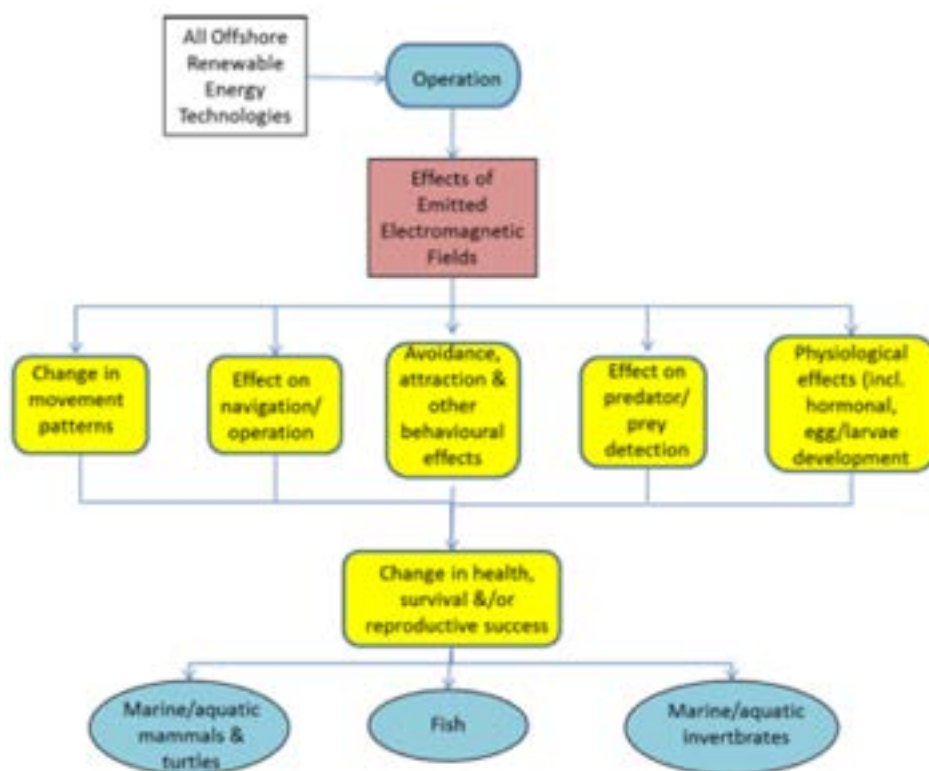 All Offshore
Renewable
Energy
Technologies
Operation
Effects of
Emitted
Electromagnetic
Fields
Change in
movement
patterns
Effect on
navigation/
operation
Avoidance,
attraction &
other
behavioural
effects
Effect on
predator/
prey
detection
Physiological
effects (incl.
hormonal,
egg/larvae
development
Change in health,
survival &/or
reproductive success
Marine/aquatic
mammals &
turtles
Fish
Marine/aquatic
invertbrates